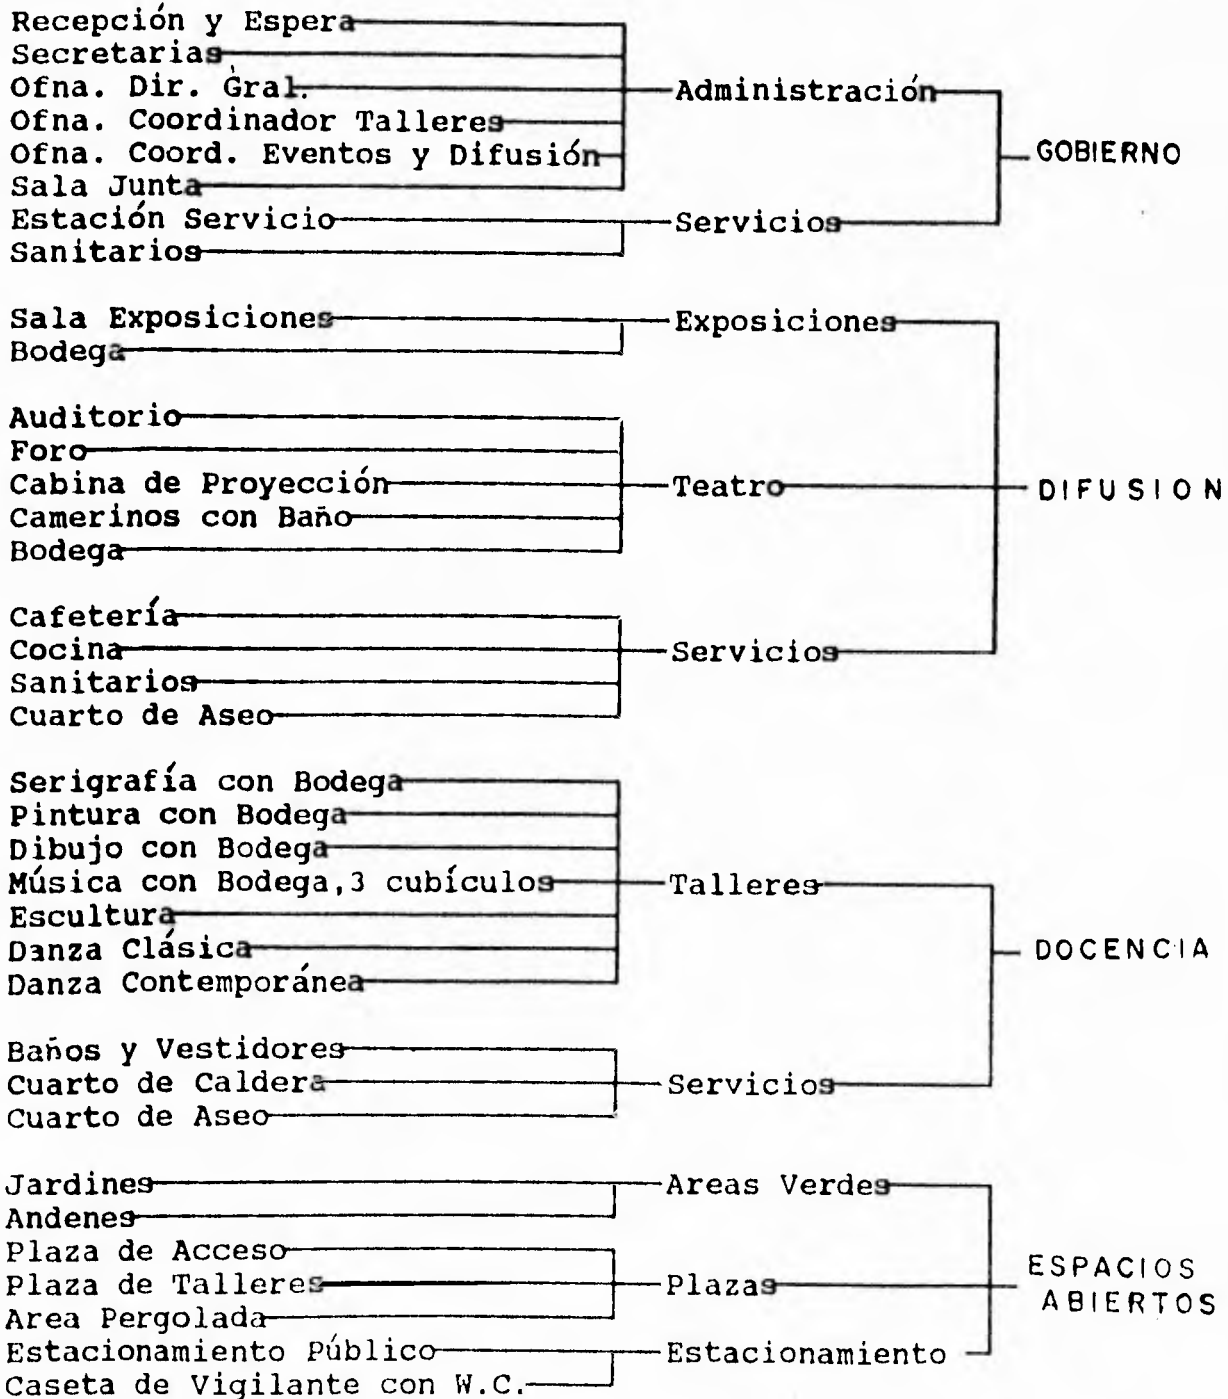 Recepción y Espera
Secretarias
Ofna. Dir. Gral. Administración
Ofna. Coordinador Talleres
Ofna. Coord. Eventos y Difusión GOBIERNO
Sala Junta
Estación Servicio Servicios
Sanitarios
Sala Exposiciones Exposiciones
Bodega
Auditorio
Foro
Cabina de Proyección Teatro DIFUSION
Camerinos con Baño
Bodega
Cafetería
Cocina Servicios
Sanitarios
Cuarto de Aseo
Serigrafía con Bodega
Pintura con Bodega
Dibujo con Bodega
Música con Bodega,3 cubículos Talleres
Escultura
Danza Clásica DOCENCIA
Danza Contemporánea
Baños y Vestidores
Cuarto de Caldera Servicios
Cuarto de Aseo
Jardines Areas Verdes
Andenes
Plaza de Acceso ESPACIOS
Plaza de Talleres Plazas ABIERTOS
Area Pergolada
Estacionamiento Público Estacionamiento
Caseta de Vigilante con W.C.